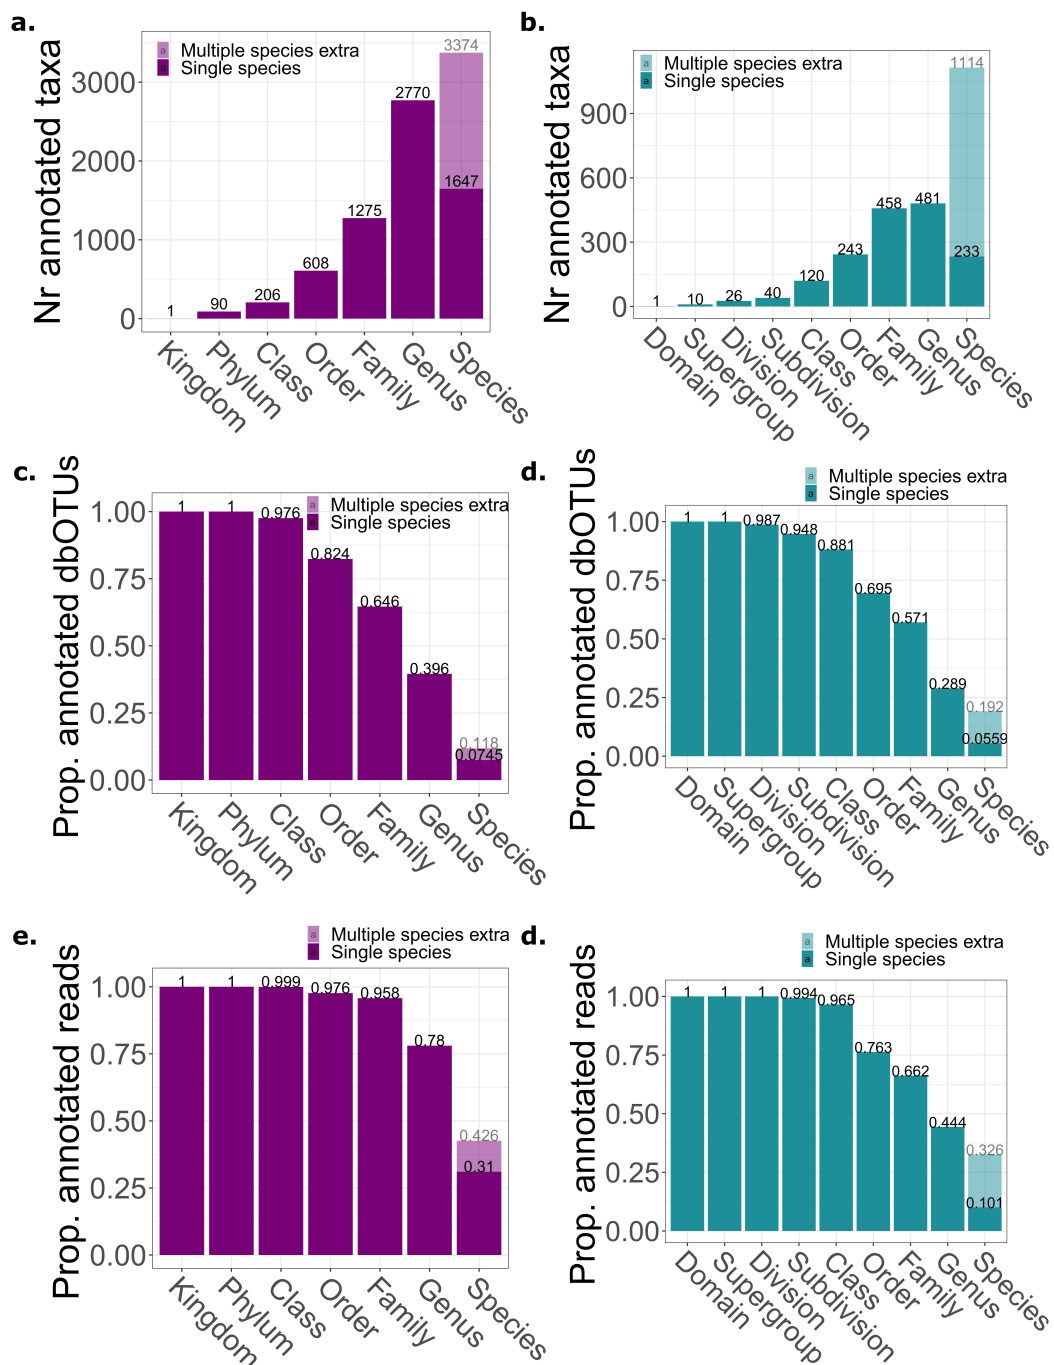 a.
a Multiple species extra
a Single species
Nr annotated taxa
3000
2000
1000
0
1
90
206
608
1275
2770
3374
1647
Kingdom
Phylum
Class
Order
Family
Genus
Species
b.
a Multiple species extra
a Single species
Nr annotated taxa
900
600
300
0
1
10
26
40
120
243
458
481
1114
233
Domain
Supergroup
Division
Subdivision
Class
Order
Family
Genus
Species
c.
a Multiple species extra
a Single species
Prop. annotated dbOTUs
1.00
0.75
0.50
0.25
0.00
1
1
0.976
0.824
0.646
0.396
0.118
0.0745
Kingdom
Phylum
Class
Order
Family
Genus
Species
d.
a Multiple species extra
a Single species
Prop. annotated dbOTUs
1.00
0.75
0.50
0.25
0.00
1
1
0.987
0.948
0.881
0.695
0.571
0.289
0.192
0.0559
Domain
Supergroup
Division
Subdivision
Class
Order
Family
Genus
Species
e.
a Multiple species extra
a Single species
Prop. annotated reads
1.00
0.75
0.50
0.25
0.00
1
1
0.999
0.976
0.958
0.78
0.426
0.31
Kingdom
Phylum
Class
Order
Family
Genus
Species
d.
a Multiple species extra
a Single species
Prop. annotated reads
1.00
0.75
0.50
0.25
0.00
1
1
1
0.994
0.965
0.763
0.662
0.444
0.326
0.101
Domain
Supergroup
Division
Subdivision
Class
Order
Family
Genus
Species